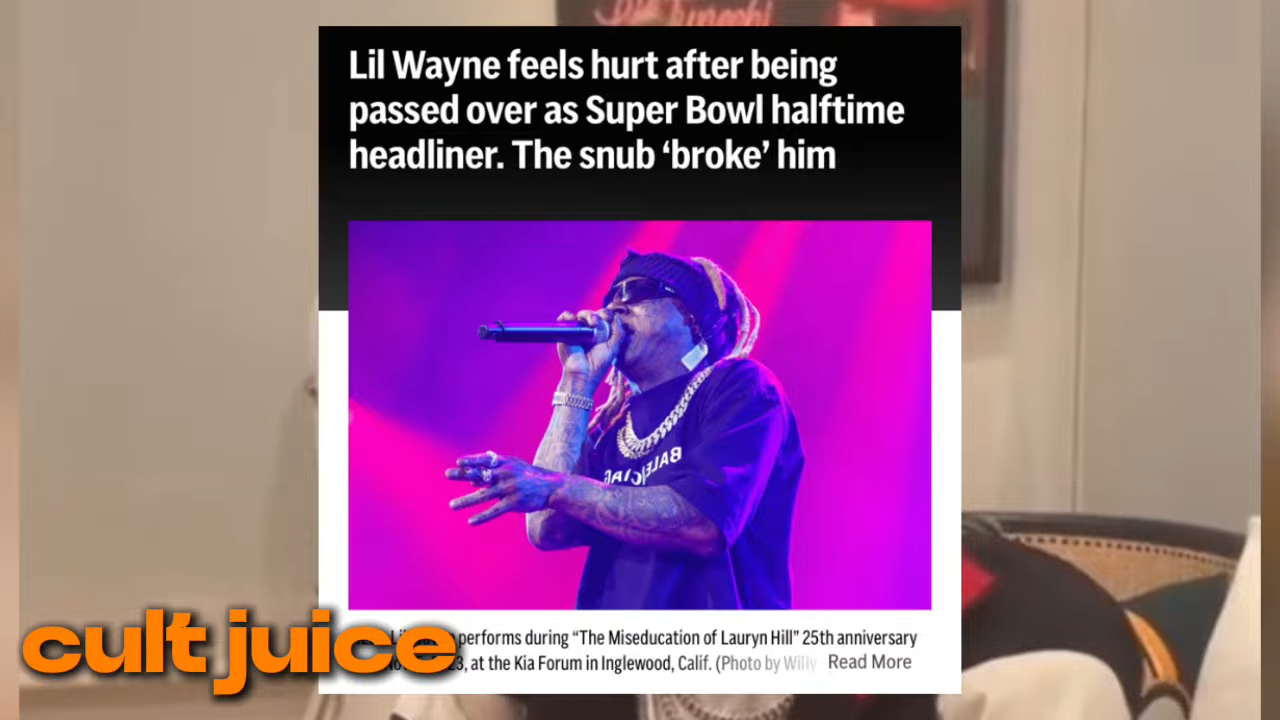 Lil Wayne feels hurt after being
passed over as Super Bowl halftime
headliner. The snub ‘broke’ him
performs during “The Miseducation of Lauryn Hill” 25th anniversary
3, at the Kia Forum in Inglewood, Calif. (Photo by Willy Read More
cult juice